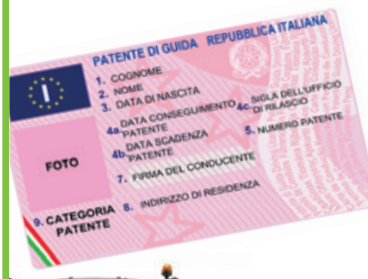 PATENTE DI GUIDA REPUBBLICA ITALIANA
I
1. COGNOME
2. NOME
3. DATA DI NASCITA
4a. DATA CONSEGUIMENTO PATENTE
4c. SIGLA DELL'UFFICIO DI RILASCIO
4b. DATA SCADENZA PATENTE
5. NUMERO PATENTE
7. FIRMA DEL CONDUCENTE
8. INDIRIZZO DI RESIDENZA
FOTO
9. CATEGORIA PATENTE